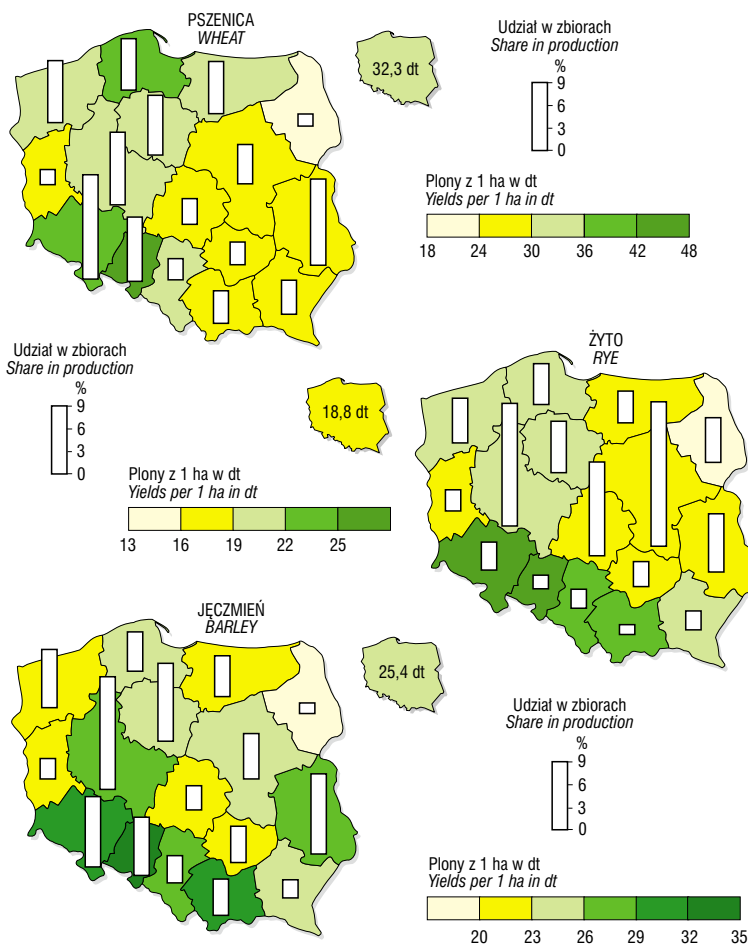 PSZENICA
WHEAT
32,3 dt
Udział w zbiorach
Share in production
%
9
6
3
0
Plony z 1 ha w dt
Yields per 1 ha in dt
18 24 30 36 42 48
Udział w zbiorach
Share in production
%
9
6
3
0
18,8 dt
Plony z 1 ha w dt
Yields per 1 ha in dt
13 16 19 22 25
ŻYTO
RYE
JĘCZMIEŃ
BARLEY
25,4 dt
Udział w zbiorach
Share in production
%
9
6
3
0
Plony z 1 ha w dt
Yields per 1 ha in dt
20 23 26 29 32 35